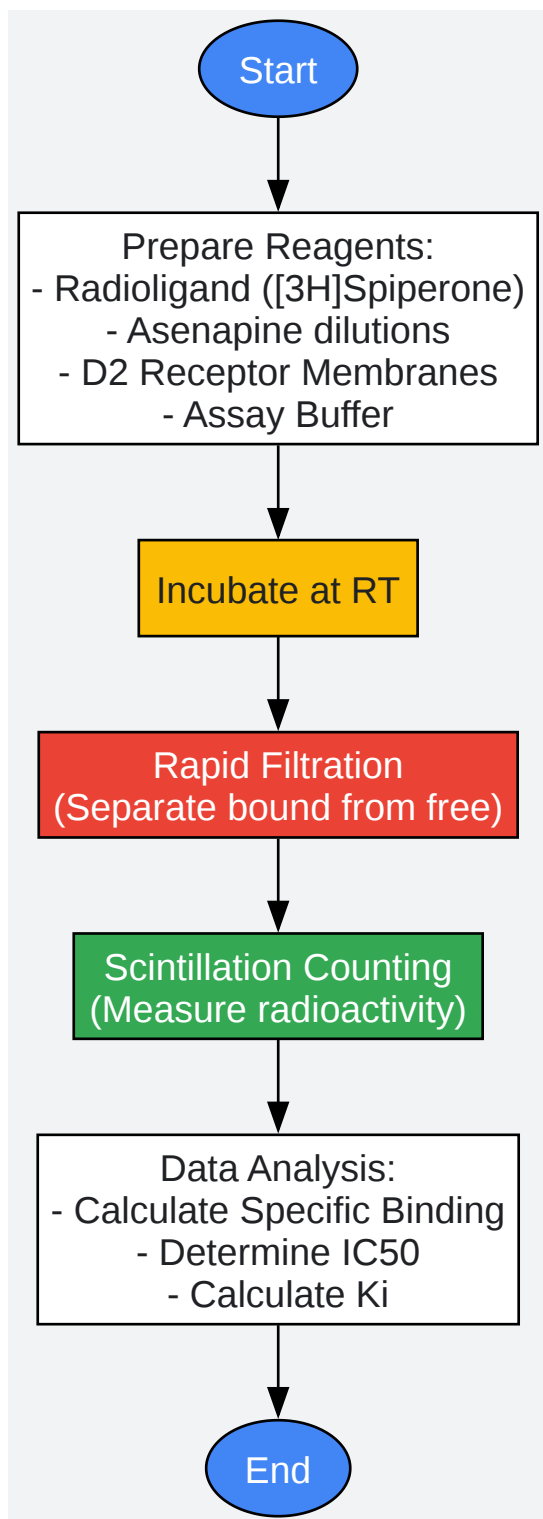 Start
Prepare Reagents:
- Radioligand ([3H]Spiperone)
- Asenapine dilutions
- D2 Receptor Membranes
- Assay Buffer
Incubate at RT
Rapid Filtration
(Separate bound from free)
Scintillation Counting
(Measure radioactivity)
Data Analysis:
- Calculate Specific Binding
- Determine IC50
- Calculate Ki
End